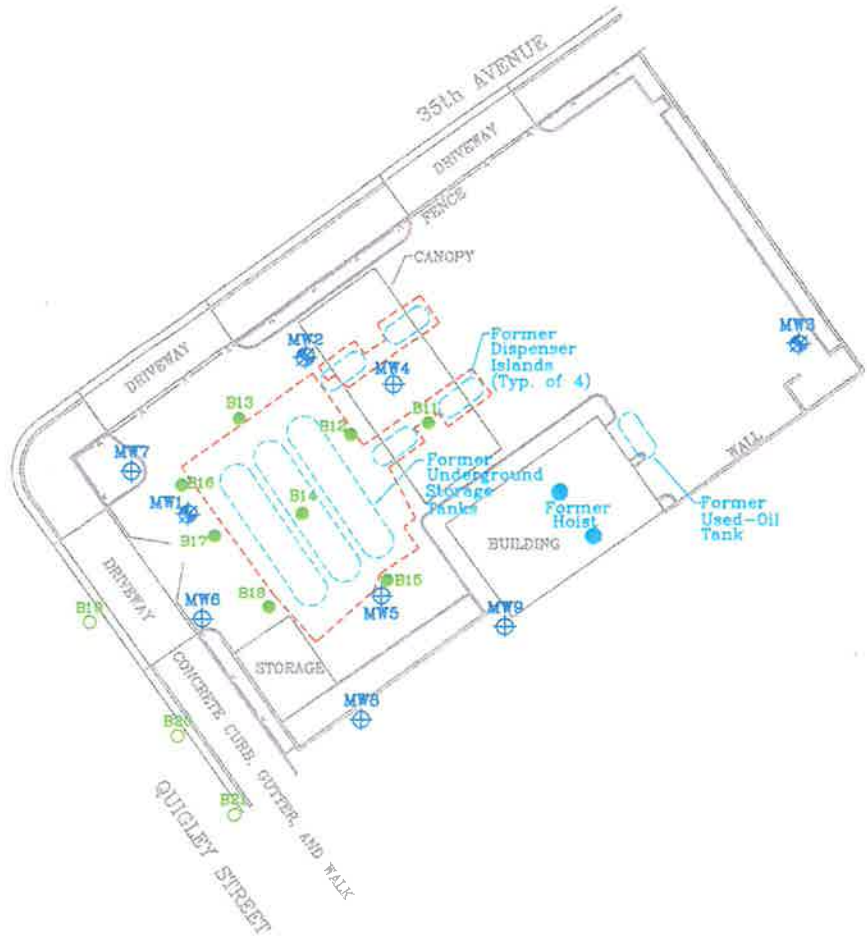 35th AVENUE
DRIVEWAY
FENCE
CANOPY
MW2
MW3
DRIVEWAY
Former
Dispenser
Islands
(Typ. of 4)
MW4
B13
B12
B11
MW7
B16
Former
Underground
Storage
Tanks
WALL
MW1
B14
Former
Hoist
Former
Used-Oil
Tank
B17
BUILDING
B15
DRIVEWAY
B18
MW5
B19
MW6
MW9
STORAGE
MW8
B20
CONCRETE CURB, GUTTER, AND WALK
B21
QUIGLEY STREET